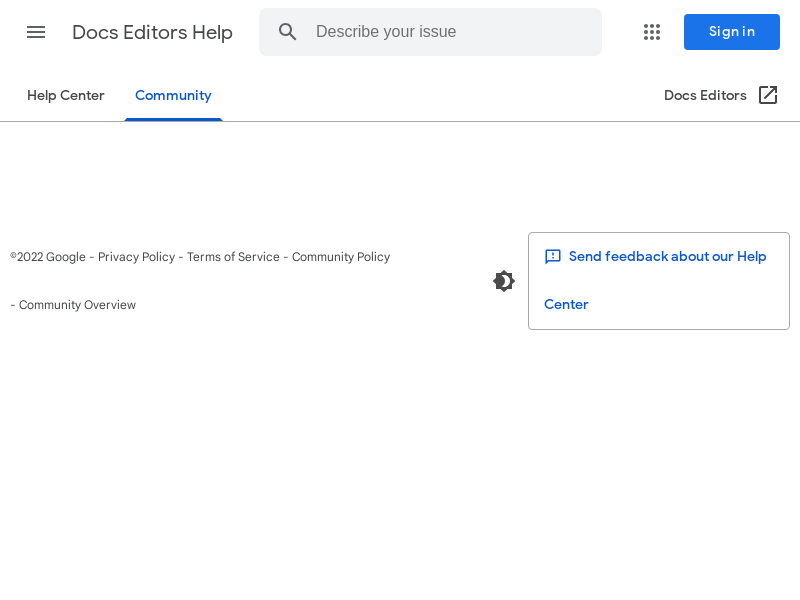 Docs Editors Help
Describe your issue
Sign in
Help Center
Community
Docs Editors
©2022 Google - Privacy Policy - Terms of Service - Community Policy
- Community Overview
Send feedback about our Help
Center